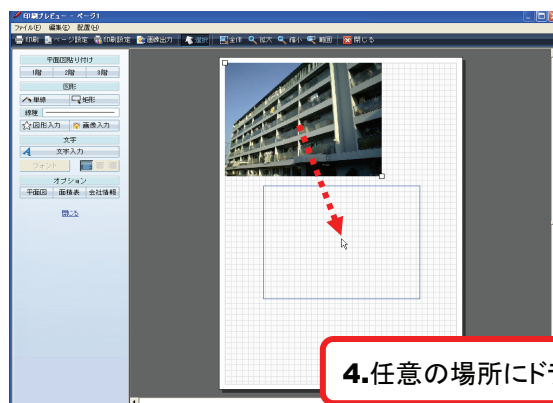 印刷プレビュー - ページ1
ファイル(F) 編集(E) 配置(H)
印刷 ページ設定 印刷設定 画像出力 選択 全体 拡大 縮小 範囲 閉じる
平面図貼り付け
1階 2階 3階
図形
単線 矩形
線種
図形入力 画像入力
文字
文字入力
フォント
オプション
平面図 面積表 会社情報
閉じる
4.任意の場所にド